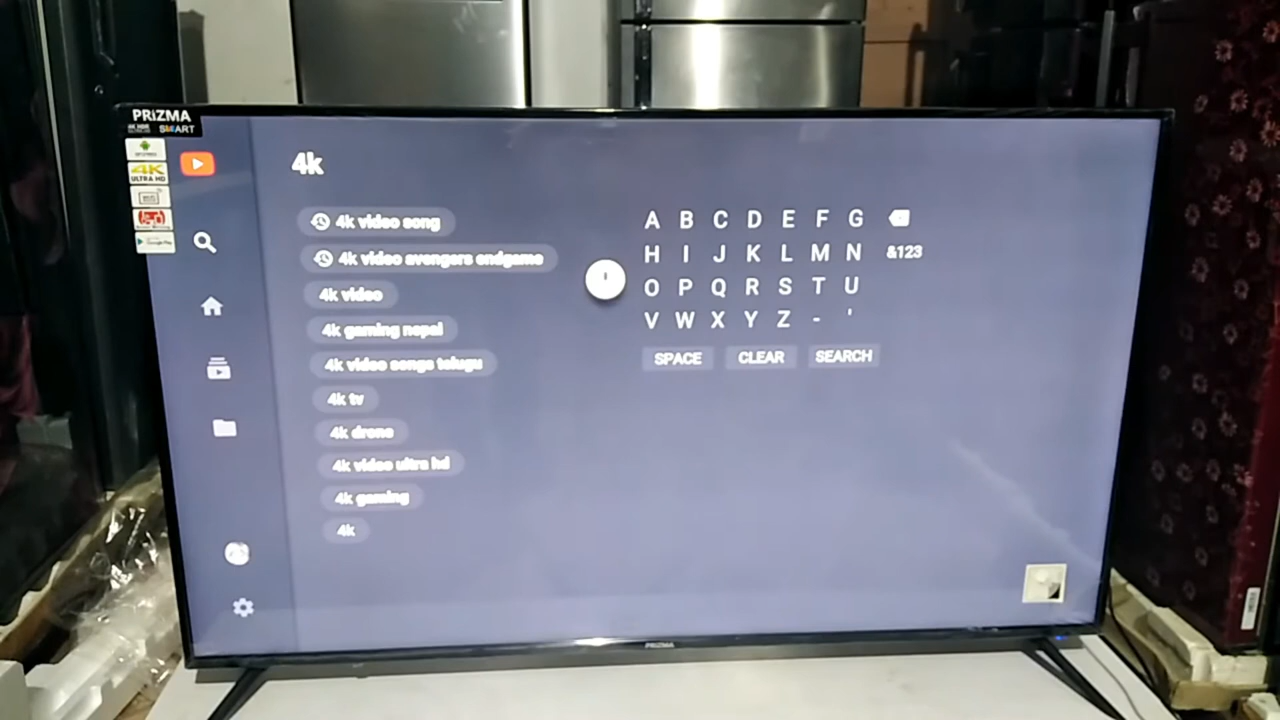 PRiZMA
SMART
4K
ULTRA HD
Google Play
4k
4k video song
4k video avengers endgame
4k video
4k gaming nepal
4k video songs telugu
4k tv
4k drone
4k video ultra hd
4k gaming
4k
A B C D E F G
H I J K L M N &123
O P Q R S T U
V W X Y Z - '
SPACE CLEAR SEARCH
PRiZMA